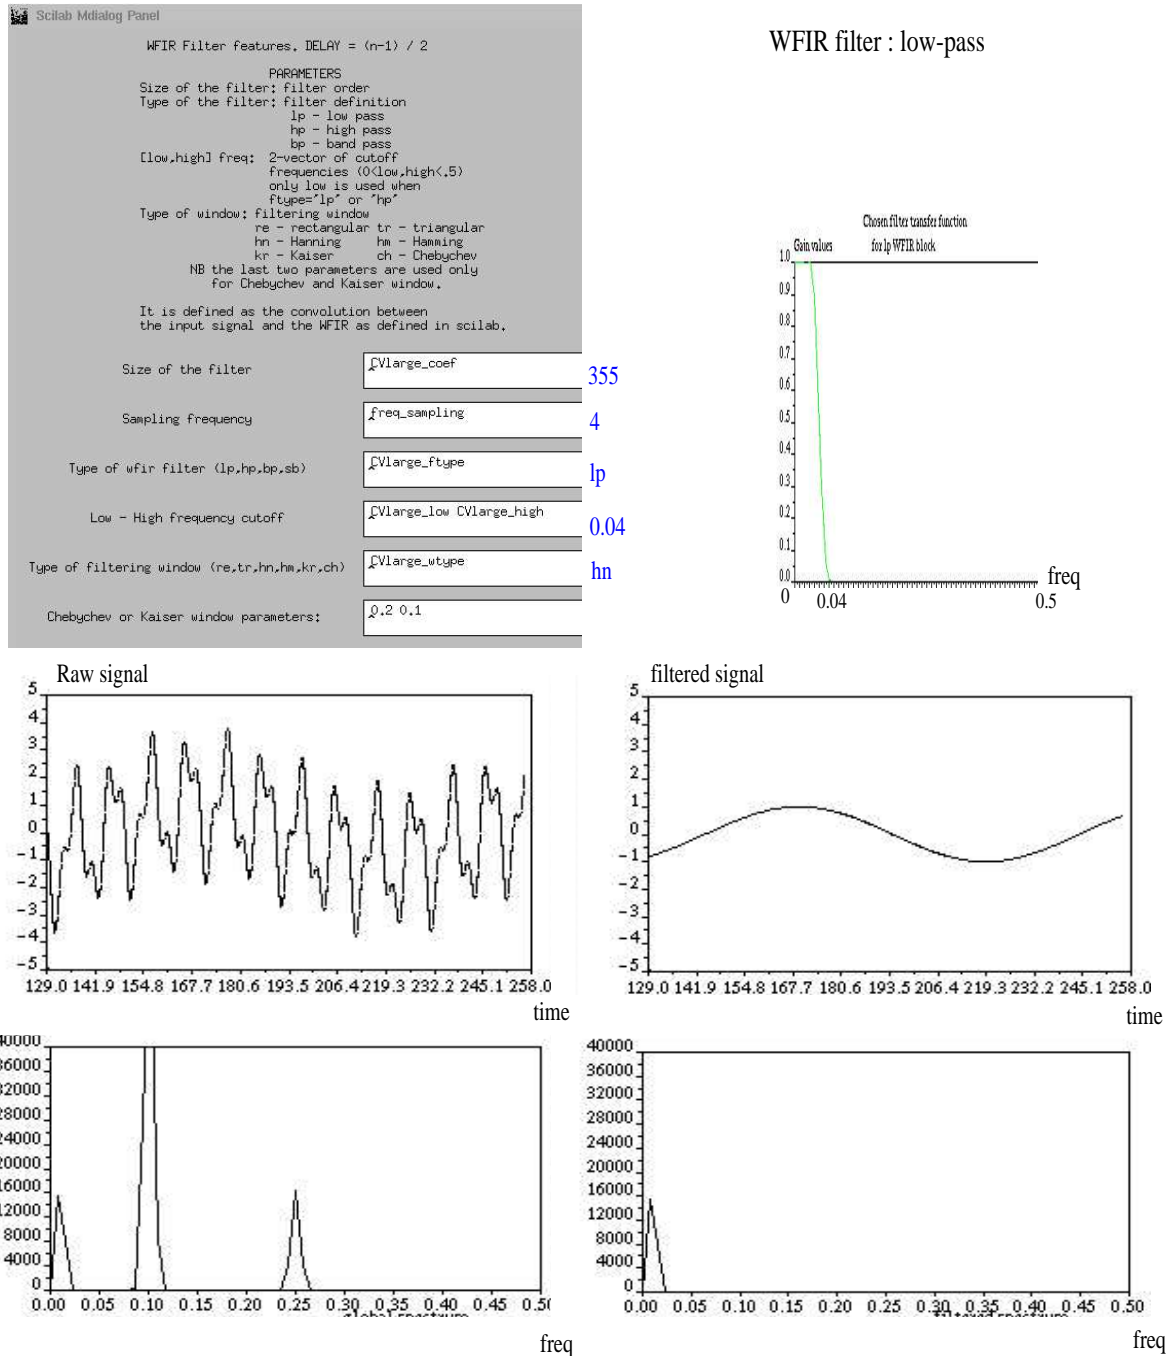 Scilab Mdialog Panel
WFIR Filter features. DELAY = (n-1) / 2
PARAMETERS
Size of the filter: filter order
Type of the filter: filter definition
lp - low pass
hp - high pass
bp - band pass
[low,high] freq: 2-vector of cutoff
frequencies (0<low,high<.5)
only low is used when
ftype="lp" or "hp"
Type of window: filtering window
re - rectangular tr - triangular
hn - Hanning hm - Hamming
kr - Kaiser ch - Chebychev
NB the last two parameters are used only
for Chebychev and Kaiser window.
It is defined as the convolution between
the input signal and the WFIR as defined in scilab.
Size of the filter CVlarge_coef 355
Sampling frequency freq_sampling 4
Type of wfir filter (lp,hp,bp,sb) CVlarge_ftype lp
Low - High frequency cutoff CVlarge_low CVlarge_high 0.04
Type of filtering window (re,tr,hn,hm,kr,ch) CVlarge_wtype hn
Chebychev or Kaiser window parameters: 0.2 0.1
WFIR filter : low-pass
Chosen filter transfer function
Gain values for lp WFIR block
1.0
0.9
0.8
0.7
0.6
0.5
0.4
0.3
0.2
0.1
0.0
freq
0 0.04 0.5
Raw signal
5
4
3
2
1
0
-1
-2
-3
-4
-5
129.0 141.9 154.8 167.7 180.6 193.5 206.4 219.3 232.2 245.1 258.0
time
filtered signal
5
4
3
2
1
0
-1
-2
-3
-4
-5
129.0 141.9 154.8 167.7 180.6 193.5 206.4 219.3 232.2 245.1 258.0
time
40000
36000
32000
28000
24000
20000
16000
12000
8000
4000
0
0.00 0.05 0.10 0.15 0.20 0.25 0.30 0.35 0.40 0.45 0.50
global spectrum
freq
40000
36000
32000
28000
24000
20000
16000
12000
8000
4000
0
0.00 0.05 0.10 0.15 0.20 0.25 0.30 0.35 0.40 0.45 0.50
filtered spectrum
freq